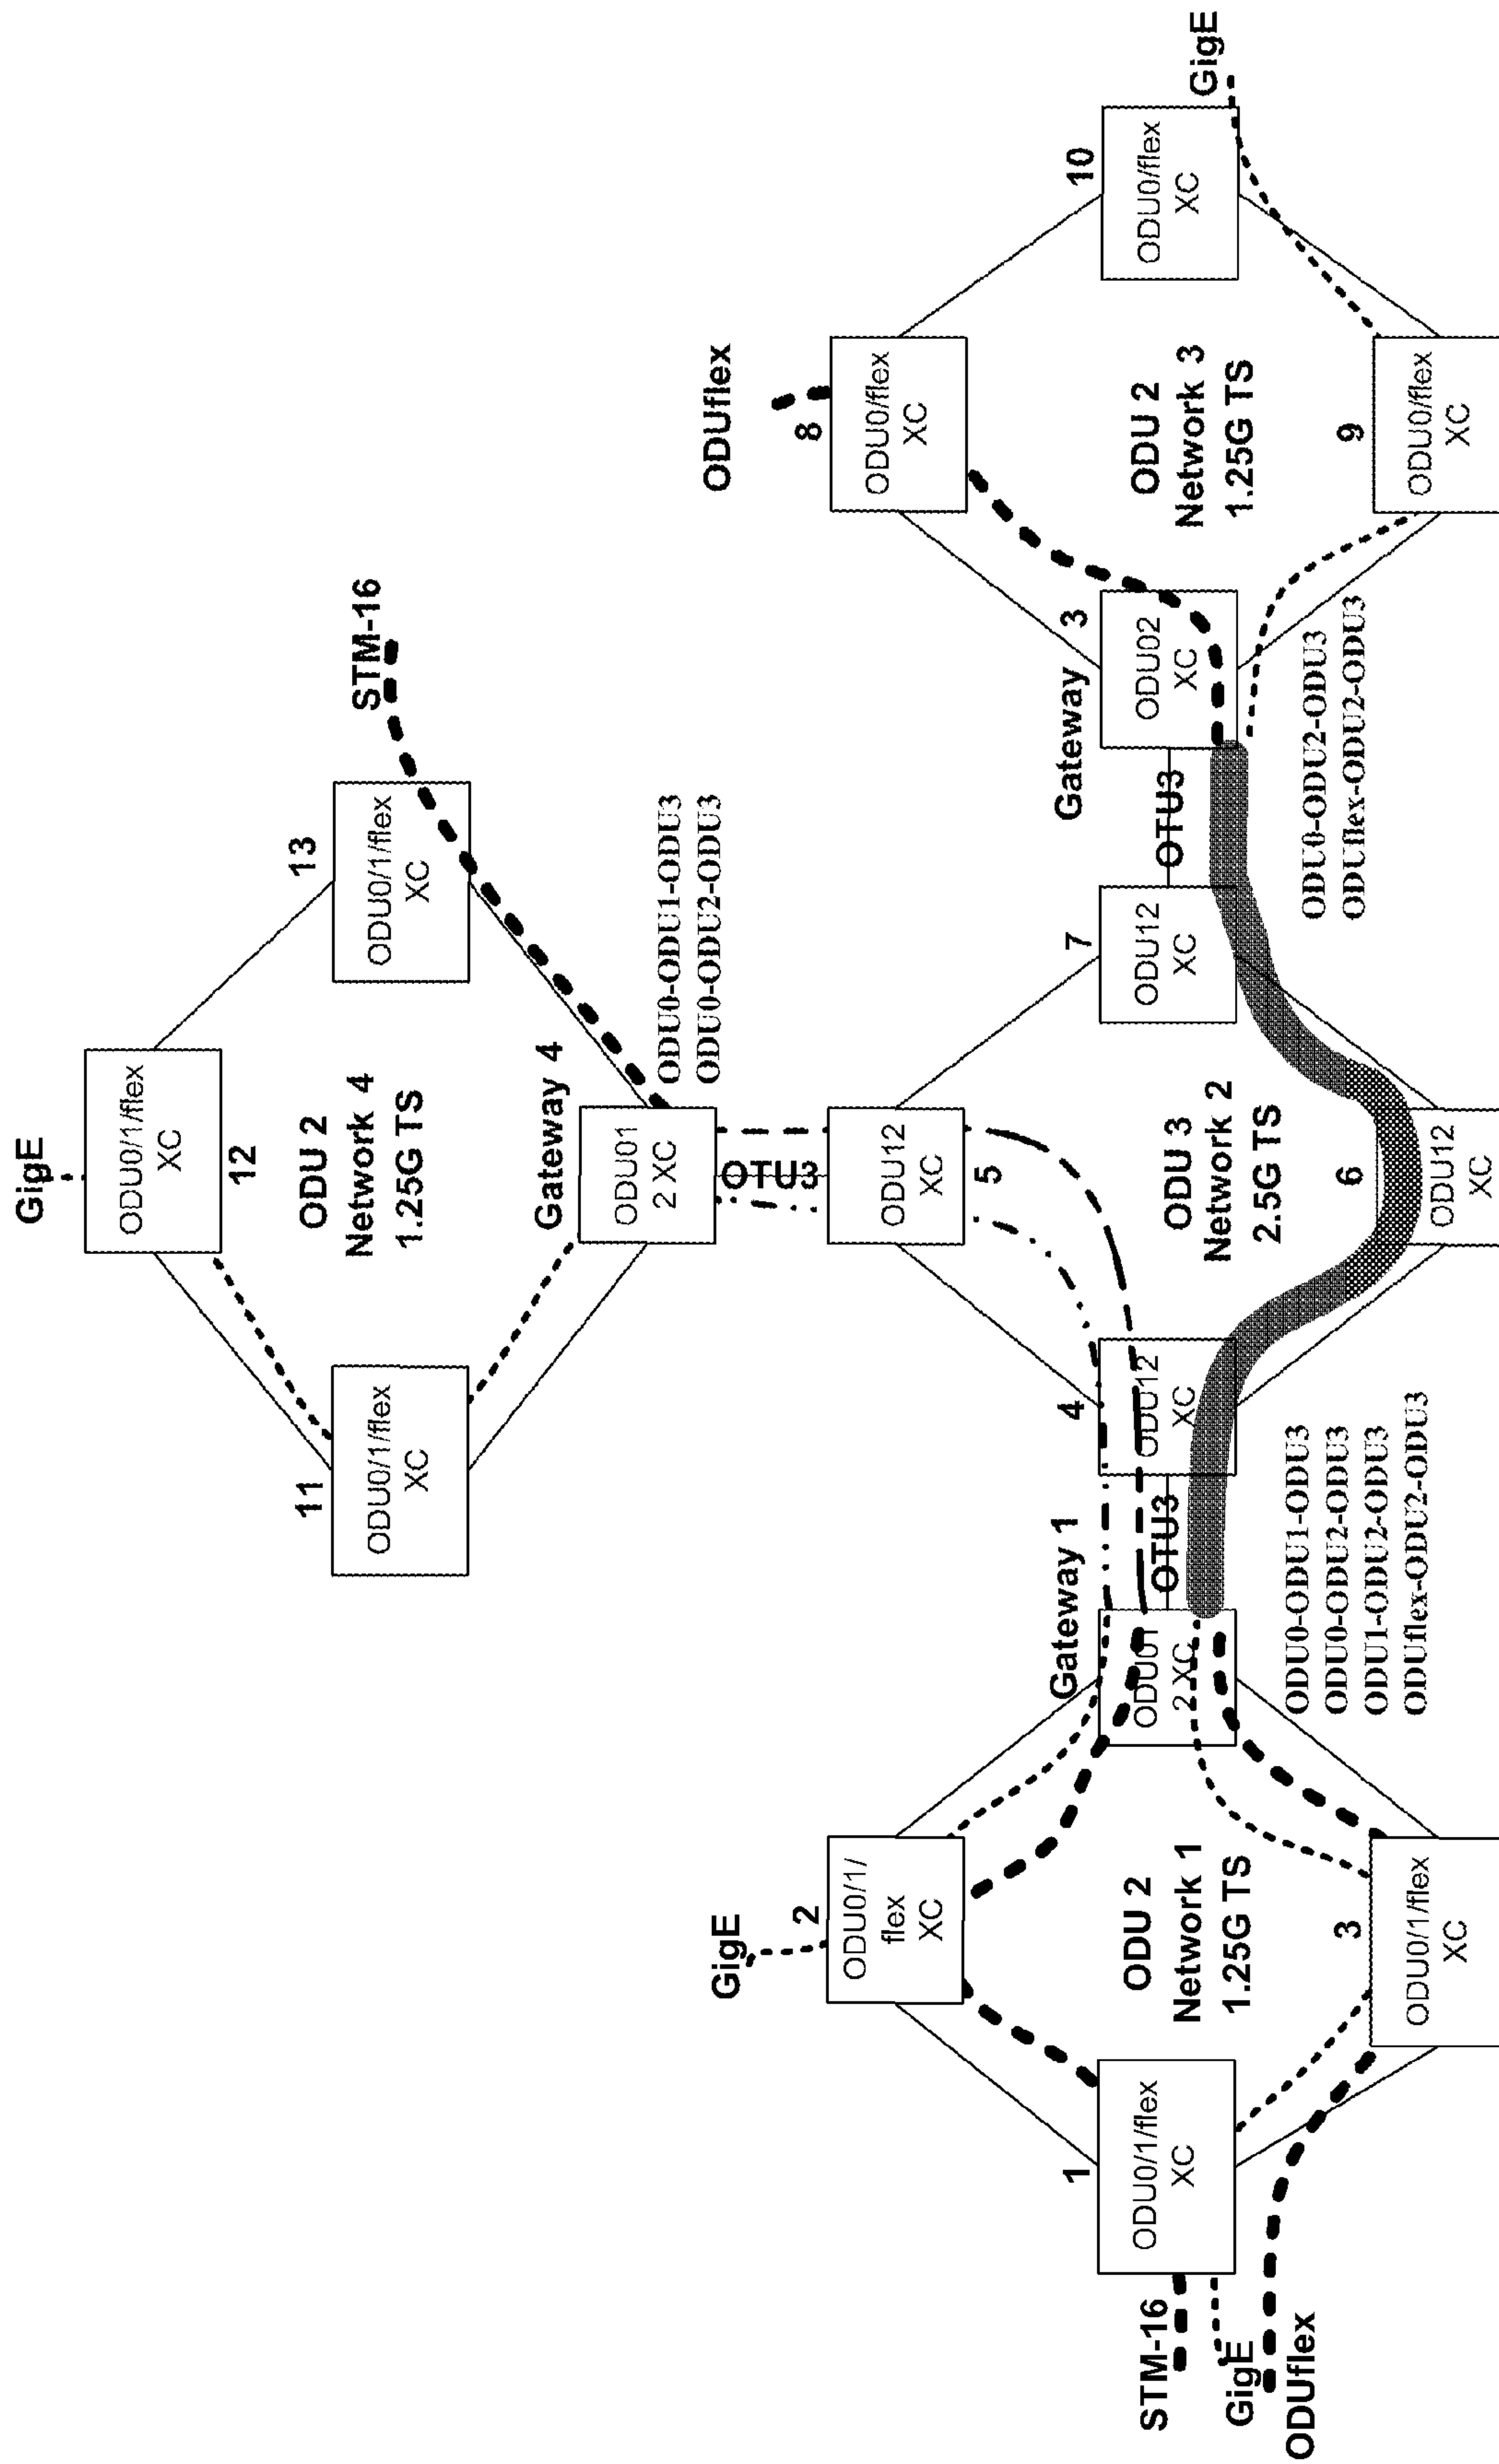 GigE
ODU0/1/flex
XC
12
ODU 2
Network 4
1.25G TS
11
ODU0/1/flex
XC
13
ODU0/1/flex
XC
STM-16
Gateway 4
ODU01
2 XC
ODU0-ODU1-ODU3
ODU0-ODU2-ODU3
OTU3
GigE
2
ODU0/1/
flex
XC
ODU12
XC
5
ODUflex
8
ODU0/flex
XC
1
ODU0/1/flex
XC
STM-16
GigE
ODUflex
ODU 2
Network 1
1.25G TS
Gateway 1
ODU01
2 XC
OTU3
4
ODU12
XC
ODU 3
Network 2
2.5G TS
7
ODU12
XC
OTU3
Gateway 3
ODU02
XC
ODU 2
Network 3
1.25G TS
10
ODU0/flex
XC
GigE
3
ODU0/1/flex
XC
ODU0-ODU1-ODU3
ODU0-ODU2-ODU3
ODU1-ODU2-ODU3
ODUflex-ODU2-ODU3
6
ODU12
XC
ODU0-ODU2-ODU3
ODUflex-ODU2-ODU3
9
ODU0/flex
XC